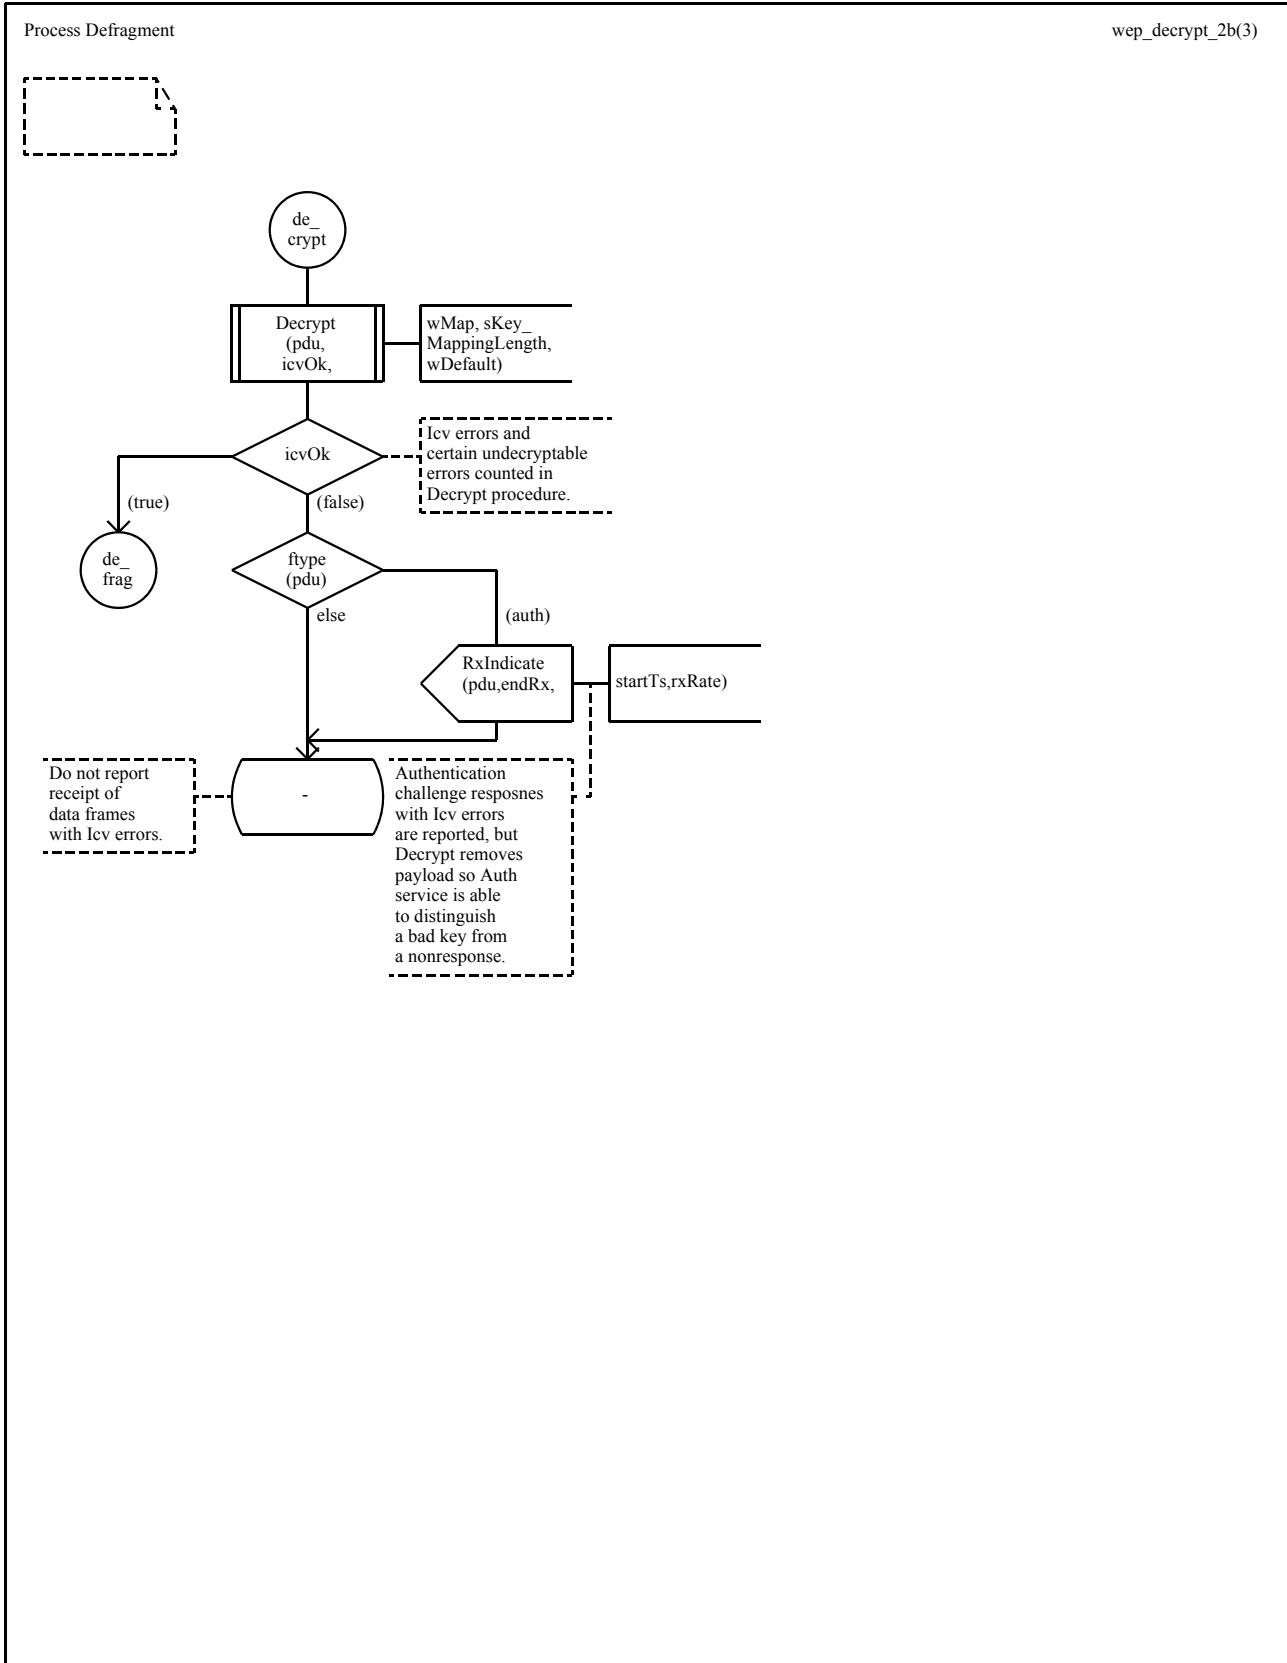 Process Defragment
wep_decrypt_2b(3)
de_
crypt
Decrypt
(pdu,
icvOk,
wMap, sKey_
MappingLength,
wDefault)
icvOk
Icv errors and
certain undecryptable
errors counted in
Decrypt procedure.
(true)
(false)
de_
frag
ftype
(pdu)
else
(auth)
RxIndicate
(pdu,endRx,
startTs,rxRate)
Do not report
receipt of
data frames
with Icv errors.
-
Authentication
challenge resposnes
with Icv errors
are reported, but
Decrypt removes
payload so Auth
service is able
to distinguish
a bad key from
a nonresponse.